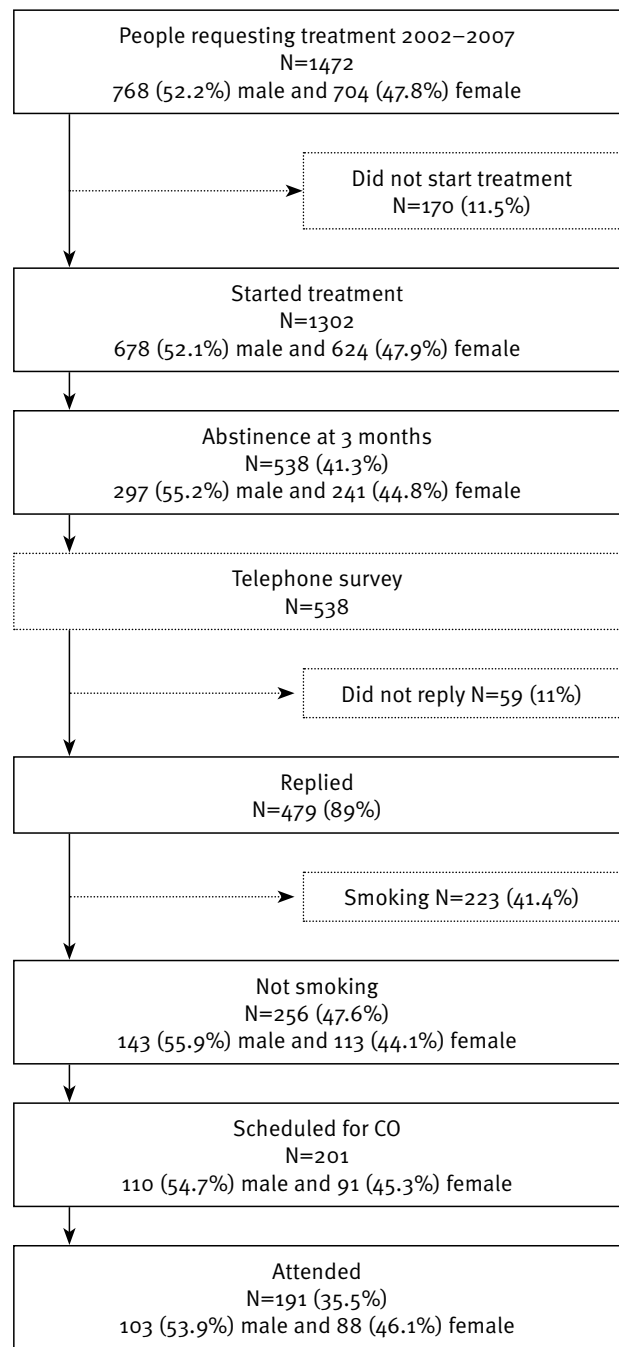 People requesting treatment 2002–2007
N=1472
768 (52.2%) male and 704 (47.8%) female
Did not start treatment
N=170 (11.5%)
Started treatment
N=1302
678 (52.1%) male and 624 (47.9%) female
Abstinence at 3 months
N=538 (41.3%)
297 (55.2%) male and 241 (44.8%) female
Telephone survey
N=538
Did not reply N=59 (11%)
Replied
N=479 (89%)
Smoking N=223 (41.4%)
Not smoking
N=256 (47.6%)
143 (55.9%) male and 113 (44.1%) female
Scheduled for CO
N=201
110 (54.7%) male and 91 (45.3%) female
Attended
N=191 (35.5%)
103 (53.9%) male and 88 (46.1%) female